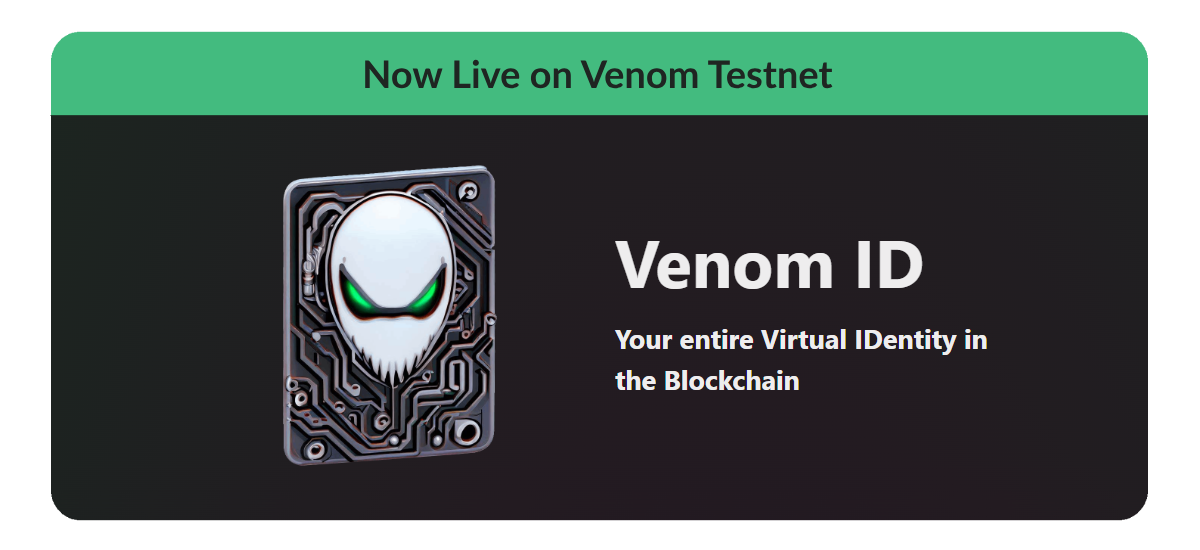 Now Live on Venom Testnet
Venom ID
Your entire Virtual IDentity in
the Blockchain